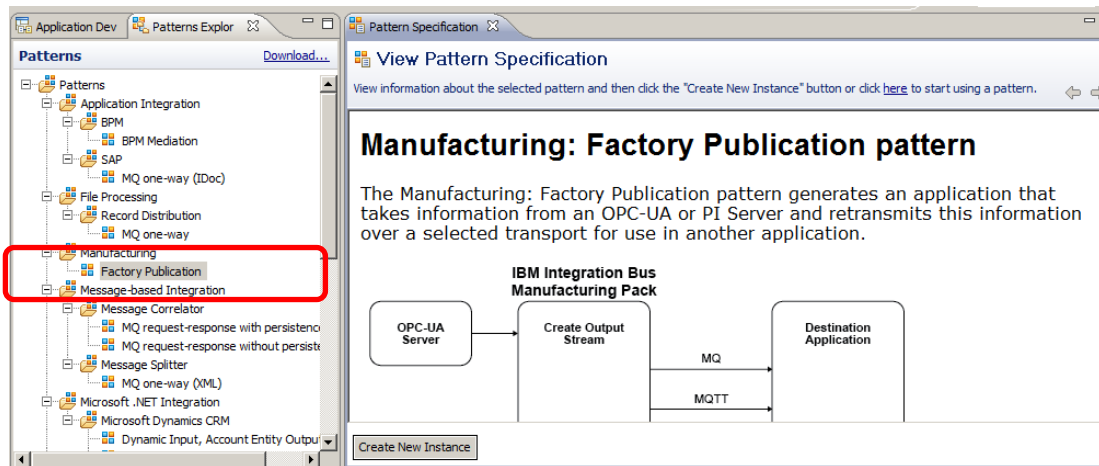 Application Dev
Patterns Explor
Patterns
Download...
Patterns
Application Integration
BPM
BPM Mediation
SAP
MQ one-way (IDoc)
File Processing
Record Distribution
MQ one-way
Manufacturing
Factory Publication
Message-based Integration
Message Correlator
MQ request-response with persistenc
MQ request-response without persiste
Message Splitter
MQ one-way (XML)
Microsoft .NET Integration
Microsoft Dynamics CRM
Dynamic Input, Account Entity Outpu
Pattern Specification
View Pattern Specification
View information about the selected pattern and then click the "Create New Instance" button or click here to start using a pattern.
Manufacturing: Factory Publication pattern
The Manufacturing: Factory Publication pattern generates an application that
takes information from an OPC-UA or PI Server and retransmits this information
over a selected transport for use in another application.
IBM Integration Bus
Manufacturing Pack
OPC-UA
Server
Create Output
Stream
Destination
Application
MQ
MQTT
Create New Instance